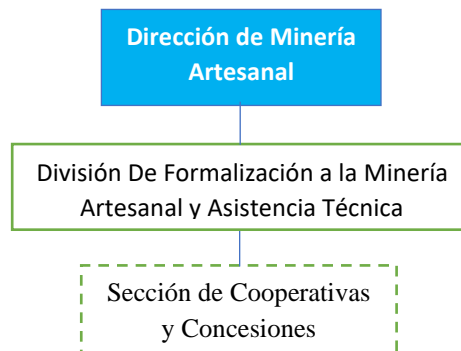 Dirección de Minería
Artesanal
División De Formalización a la Minería
Artesanal y Asistencia Técnica
Sección de Cooperativas
y Concesiones